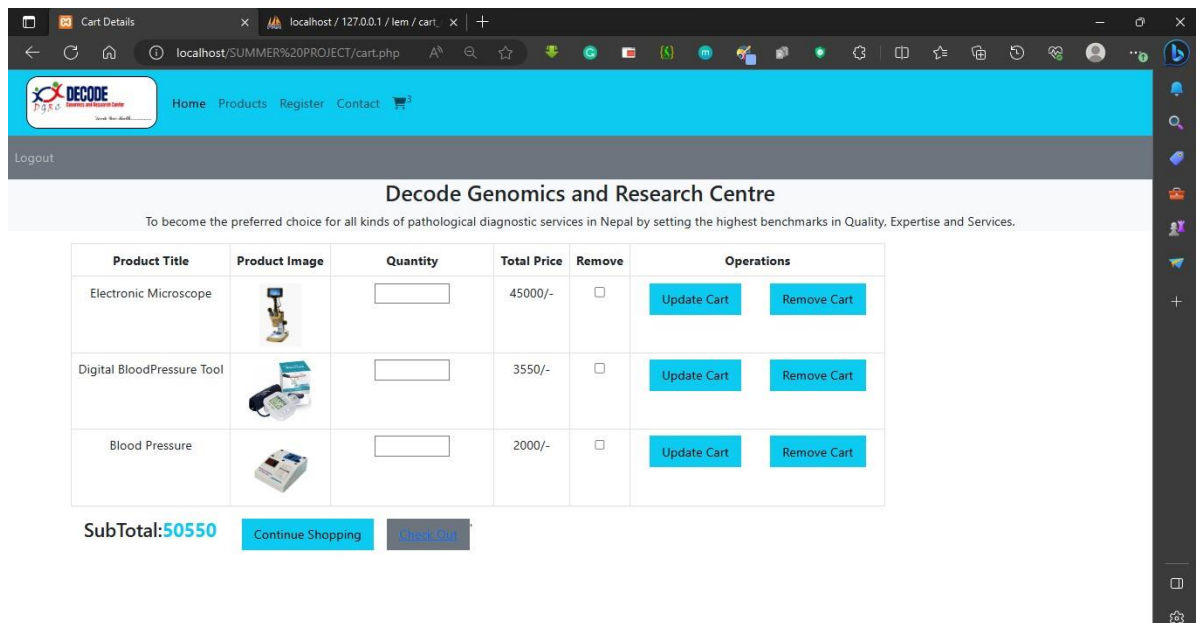 Cart Details
localhost / 127.0.0.1 / lem / cart_
localhost/SUMMER%20PROJECT/cart.php
DECODE
Genomics and Research Center
DGRC
Home Products Register Contact 3
Logout
Decode Genomics and Research Centre
To become the preferred choice for all kinds of pathological diagnostic services in Nepal by setting the highest benchmarks in Quality, Expertise and Services.
Product Title Product Image Quantity Total Price Remove Operations
Electronic Microscope 45000/- Update Cart Remove Cart
Digital BloodPressure Tool 3550/- Update Cart Remove Cart
Blood Pressure 2000/- Update Cart Remove Cart
SubTotal:50550 Continue Shopping Check Out